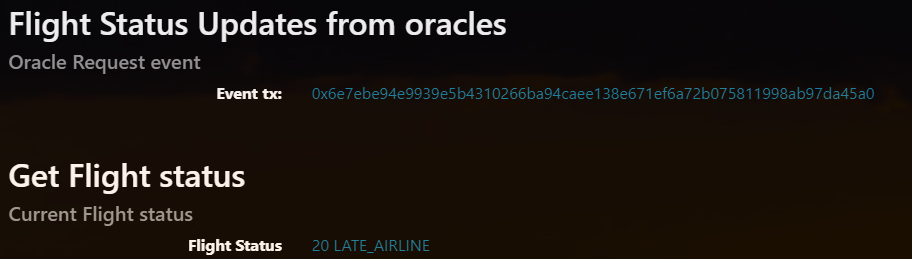 Flight Status Updates from oracles
Oracle Request event
Event tx: 0x6e7ebe94e9939e5b4310266ba94caee138e671ef6a72b075811998ab97da45a0
Get Flight status
Current Flight status
Flight Status 20 LATE_AIRLINE